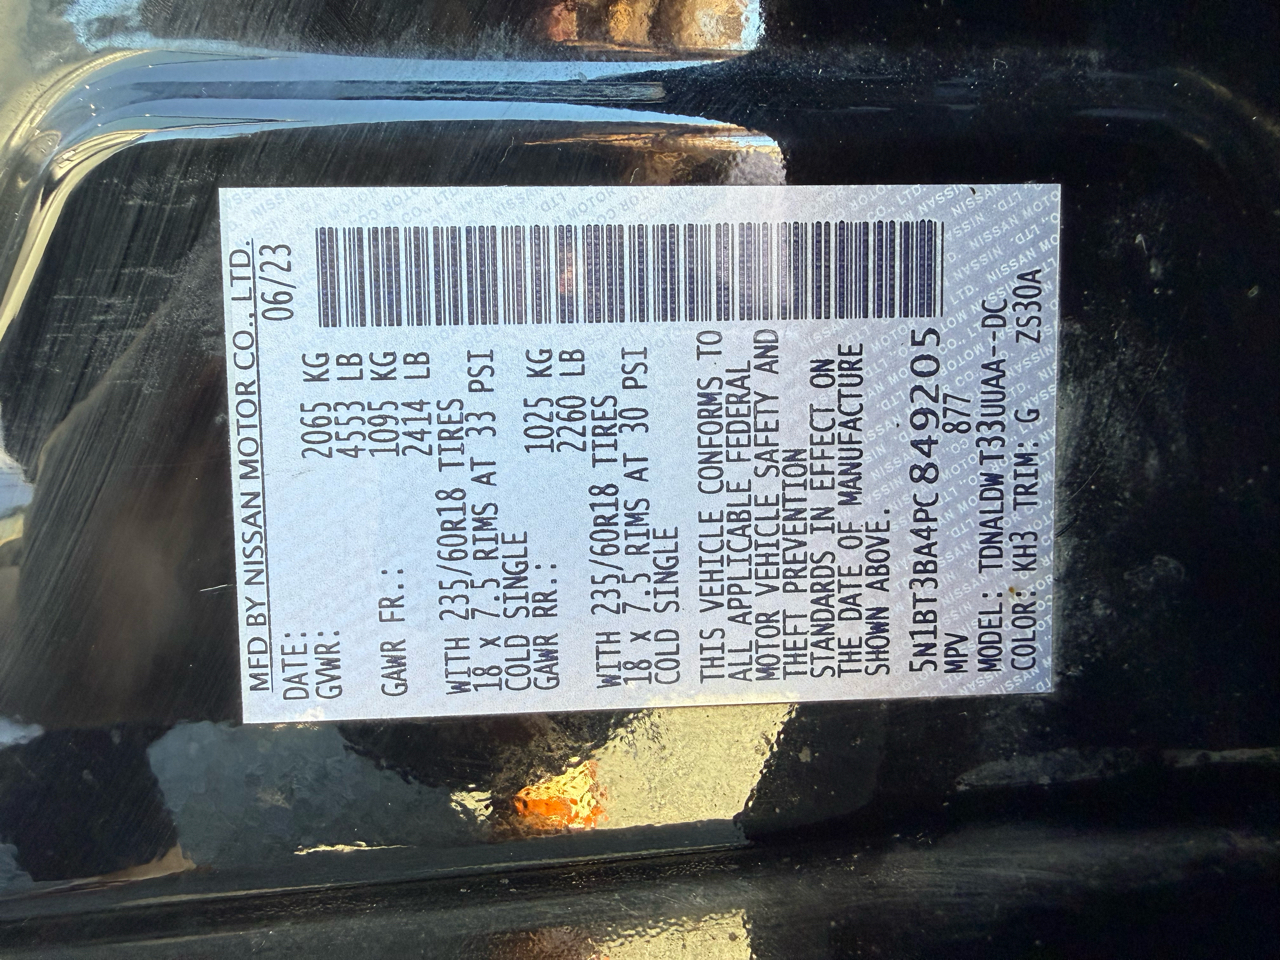 MFD BY NISSAN MOTOR CO., LTD.
DATE: 06/23
GVWR: 2065 KG
4553 LB
GAWR FR.: 1095 KG
2414 LB
WITH 235/60R18 TIRES
18 X 7.5 RIMS AT 33 PSI
COLD SINGLE
GAWR RR.: 1025 KG
2260 LB
WITH 235/60R18 TIRES
18 X 7.5 RIMS AT 30 PSI
COLD SINGLE
THIS VEHICLE CONFORMS TO
ALL APPLICABLE FEDERAL
MOTOR VEHICLE SAFETY AND
THEFT PREVENTION
STANDARDS IN EFFECT ON
THE DATE OF MANUFACTURE
SHOWN ABOVE.
5N1BT3BA4PC849205
MPV 877
MODEL: TDNALDWT33UUAA--DC
COLOR: KH3 TRIM: G ZS30A